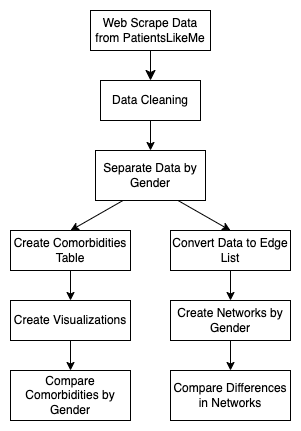 Web Scrape Data
from PatientsLikeMe
Data Cleaning
Separate Data by
Gender
Create Comorbidities
Table
Convert Data to Edge
List
Create Visualizations
Create Networks by
Gender
Compare
Comorbidities by
Gender
Compare Differences
in Networks